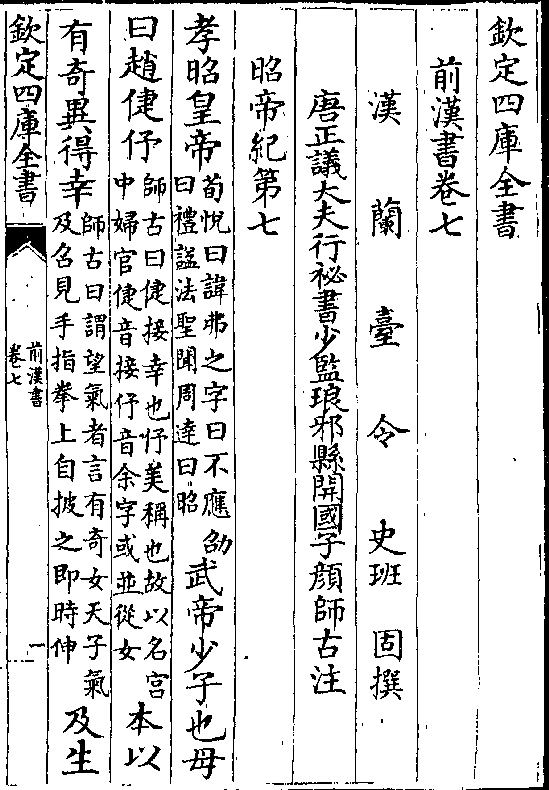 欽定四庫全書
前漢書卷七
漢蘭臺令史班固撰
唐正議大夫行祕書少監琅邪縣開國子顔師古注
昭帝紀第七
孝昭皇帝荀悅曰諱弗之字曰不應劭曰禮諡法聖聞周達曰昭武帝少子也母
曰趙倢伃師古曰倢接幸也伃美稱也故以名宫中婦官倢音接伃音余字或並從女本以
有奇異得幸師古曰謂望氣者言有奇女天子氣及召見手指拳上自披之即時伸及生
欽定四庫全書
前漢書
卷七
一